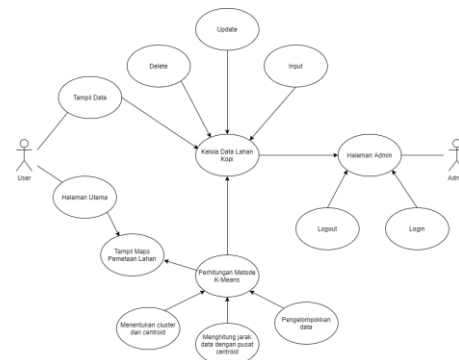 Update
Delete
Input
Tampil Data
Kelola Data Lahan
Kopi
Halaman Admin
User
Adm
Halaman Utama
Logout
Login
Tampil Maps
Pemetaan Lahan
Perhitungan Metode
K-Means
Menentukan cluster
dan centroid
Menghitung jarak
data dengan pusat
centroid
Pengelompokkan
data